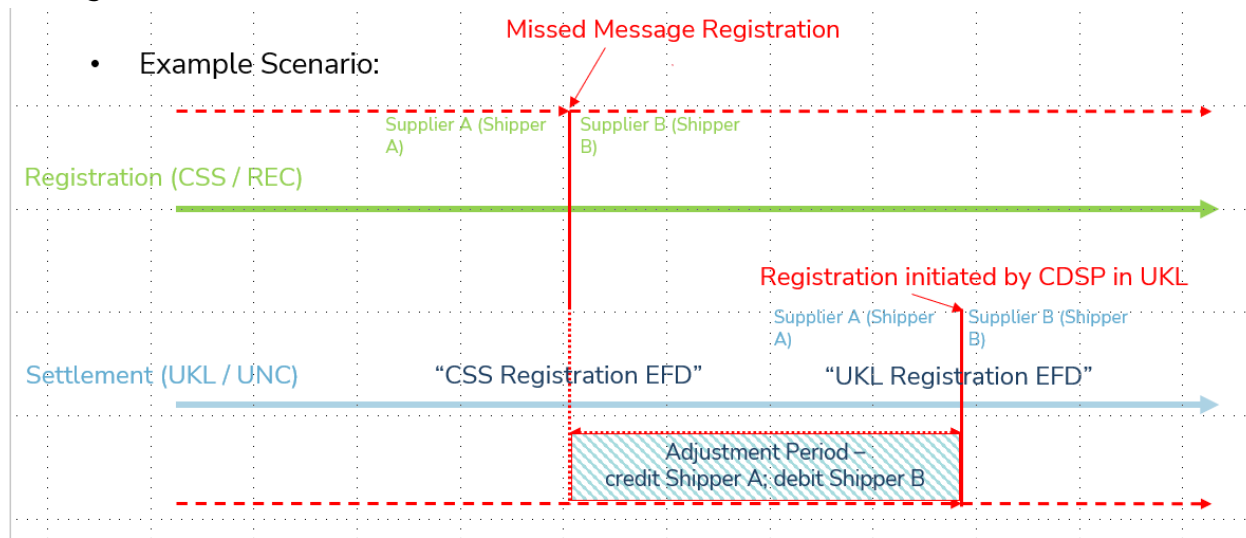 Missed Message Registration
• Example Scenario:
Supplier A (Shipper
A)
Supplier B (Shipper
B)
Registration (CSS / REC)
Registration initiated by CDSP in UKL
Supplier A (Shipper
A)
Supplier B (Shipper
B)
Settlement (UKL / UNC)
“CSS Registration EFD”
“UKL Registration EFD”
Adjustment Period –
credit Shipper A; debit Shipper B